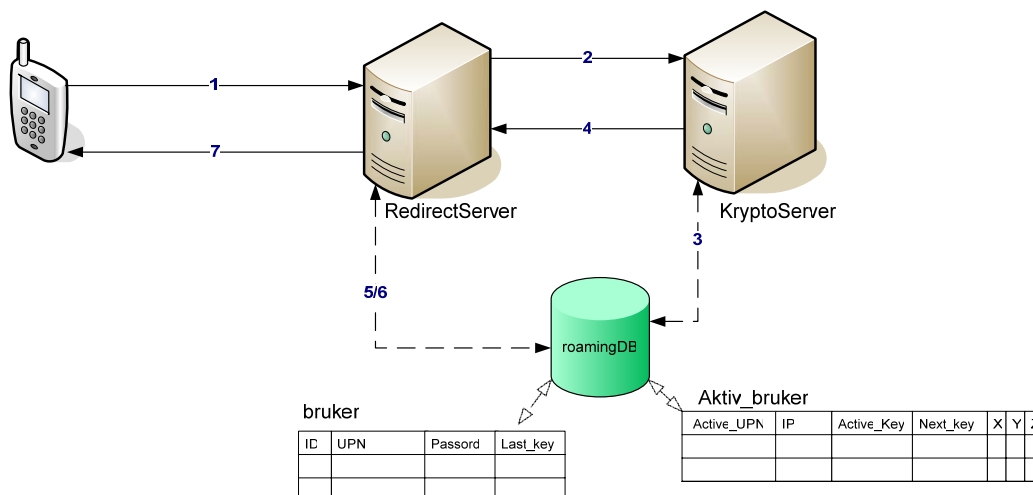 1
2
4
7
RedirectServer
KryptoServer
3
5/6
roamingDB
bruker
ID UPN Passord Last_key
Aktiv_bruker
Active_UPN IP Active_Key Next_key X Y Z